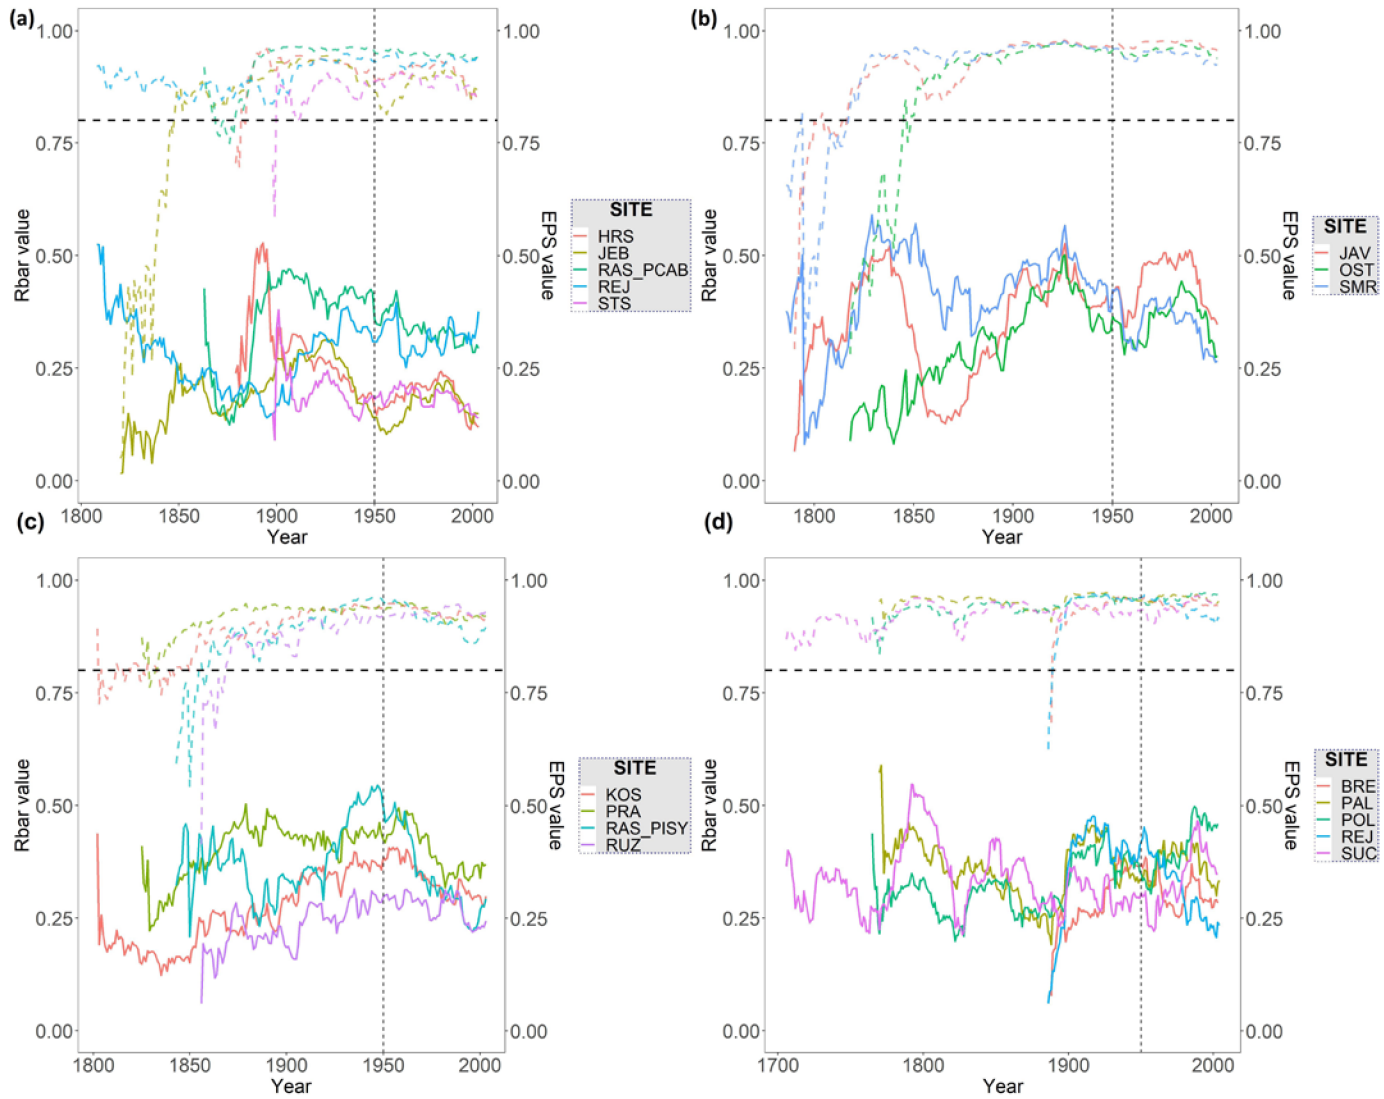 (a)
1.00
0.75
0.50
0.25
0.00
Rbar value
1.00
0.75
0.50
0.25
0.00
EPS value
1800
1850
1900
1950
2000
Year
SITE
HRS
JEB
RAS_PCAB
REJ
STS
(b)
1.00
0.75
0.50
0.25
0.00
Rbar value
1.00
0.75
0.50
0.25
0.00
EPS value
1800
1850
1900
1950
2000
Year
SITE
JAV
OST
SMR
(c)
1.00
0.75
0.50
0.25
0.00
Rbar value
1.00
0.75
0.50
0.25
0.00
EPS value
1800
1850
1900
1950
2000
Year
SITE
KOS
PRA
RAS_PISY
RUZ
(d)
1.00
0.75
0.50
0.25
0.00
Rbar value
1.00
0.75
0.50
0.25
0.00
EPS value
1700
1800
1900
2000
Year
SITE
BRE
PAL
POL
REJ
SUC